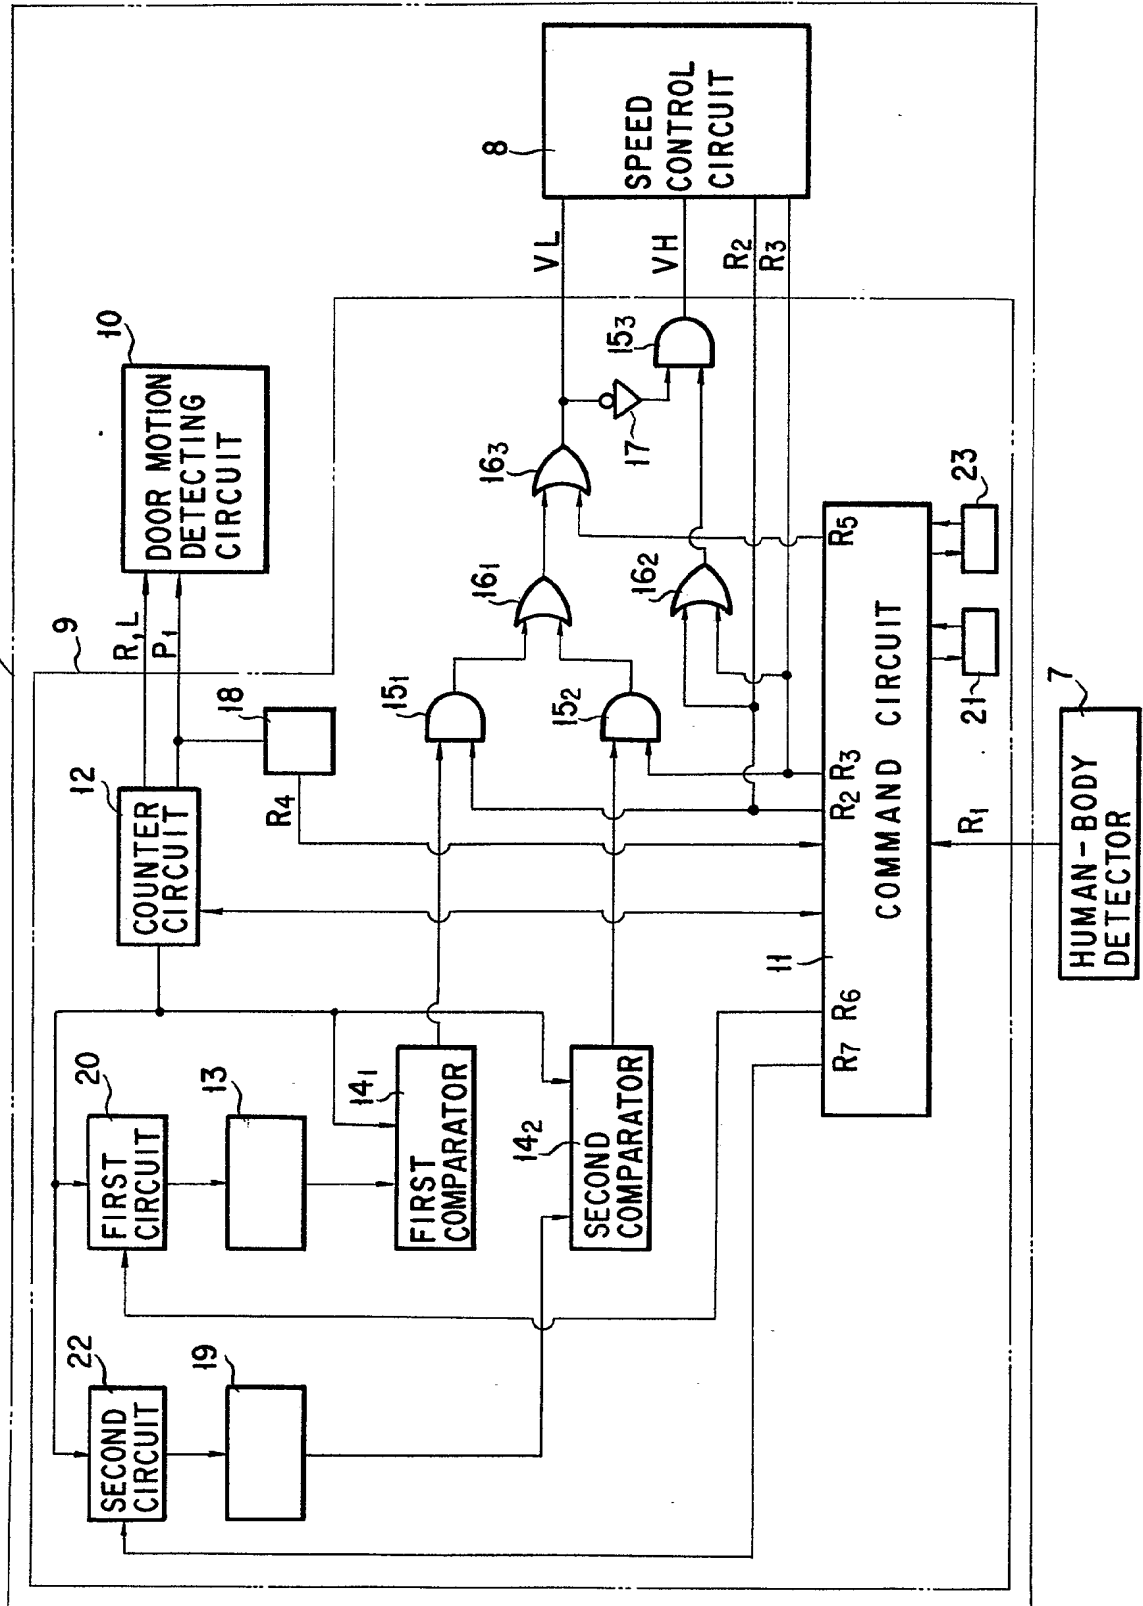 10
DOOR MOTION
DETECTING
CIRCUIT
R,L
P1
9
12
COUNTER
CIRCUIT
18
R4
8
SPEED
CONTROL
CIRCUIT
VL
VH
R2
R3
153
17
163
161
162
151
152
20
FIRST
CIRCUIT
13
141
FIRST
COMPARATOR
142
SECOND
COMPARATOR
22
SECOND
CIRCUIT
19
R7
R6
R2
R3
R5
11
COMMAND CIRCUIT
21
23
R1
7
HUMAN-BODY
DETECTOR